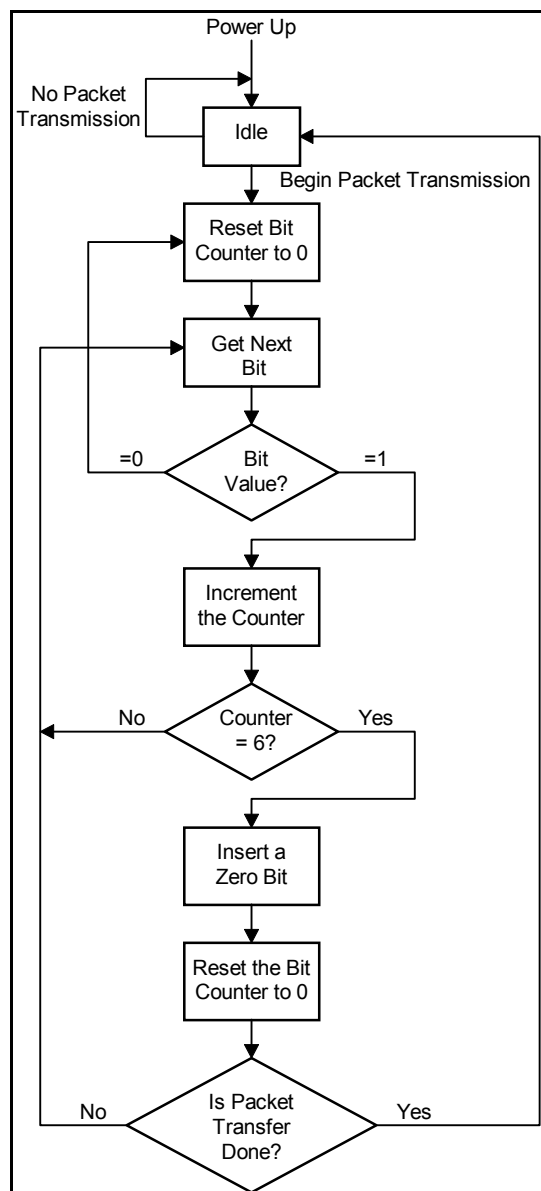 Power Up
No Packet
Transmission
Idle
Begin Packet Transmission
Reset Bit
Counter to 0
Get Next
Bit
=0
Bit
Value?
=1
Increment
the Counter
No
Counter
= 6?
Yes
Insert a
Zero Bit
Reset the Bit
Counter to 0
No
Is Packet
Transfer
Done?
Yes